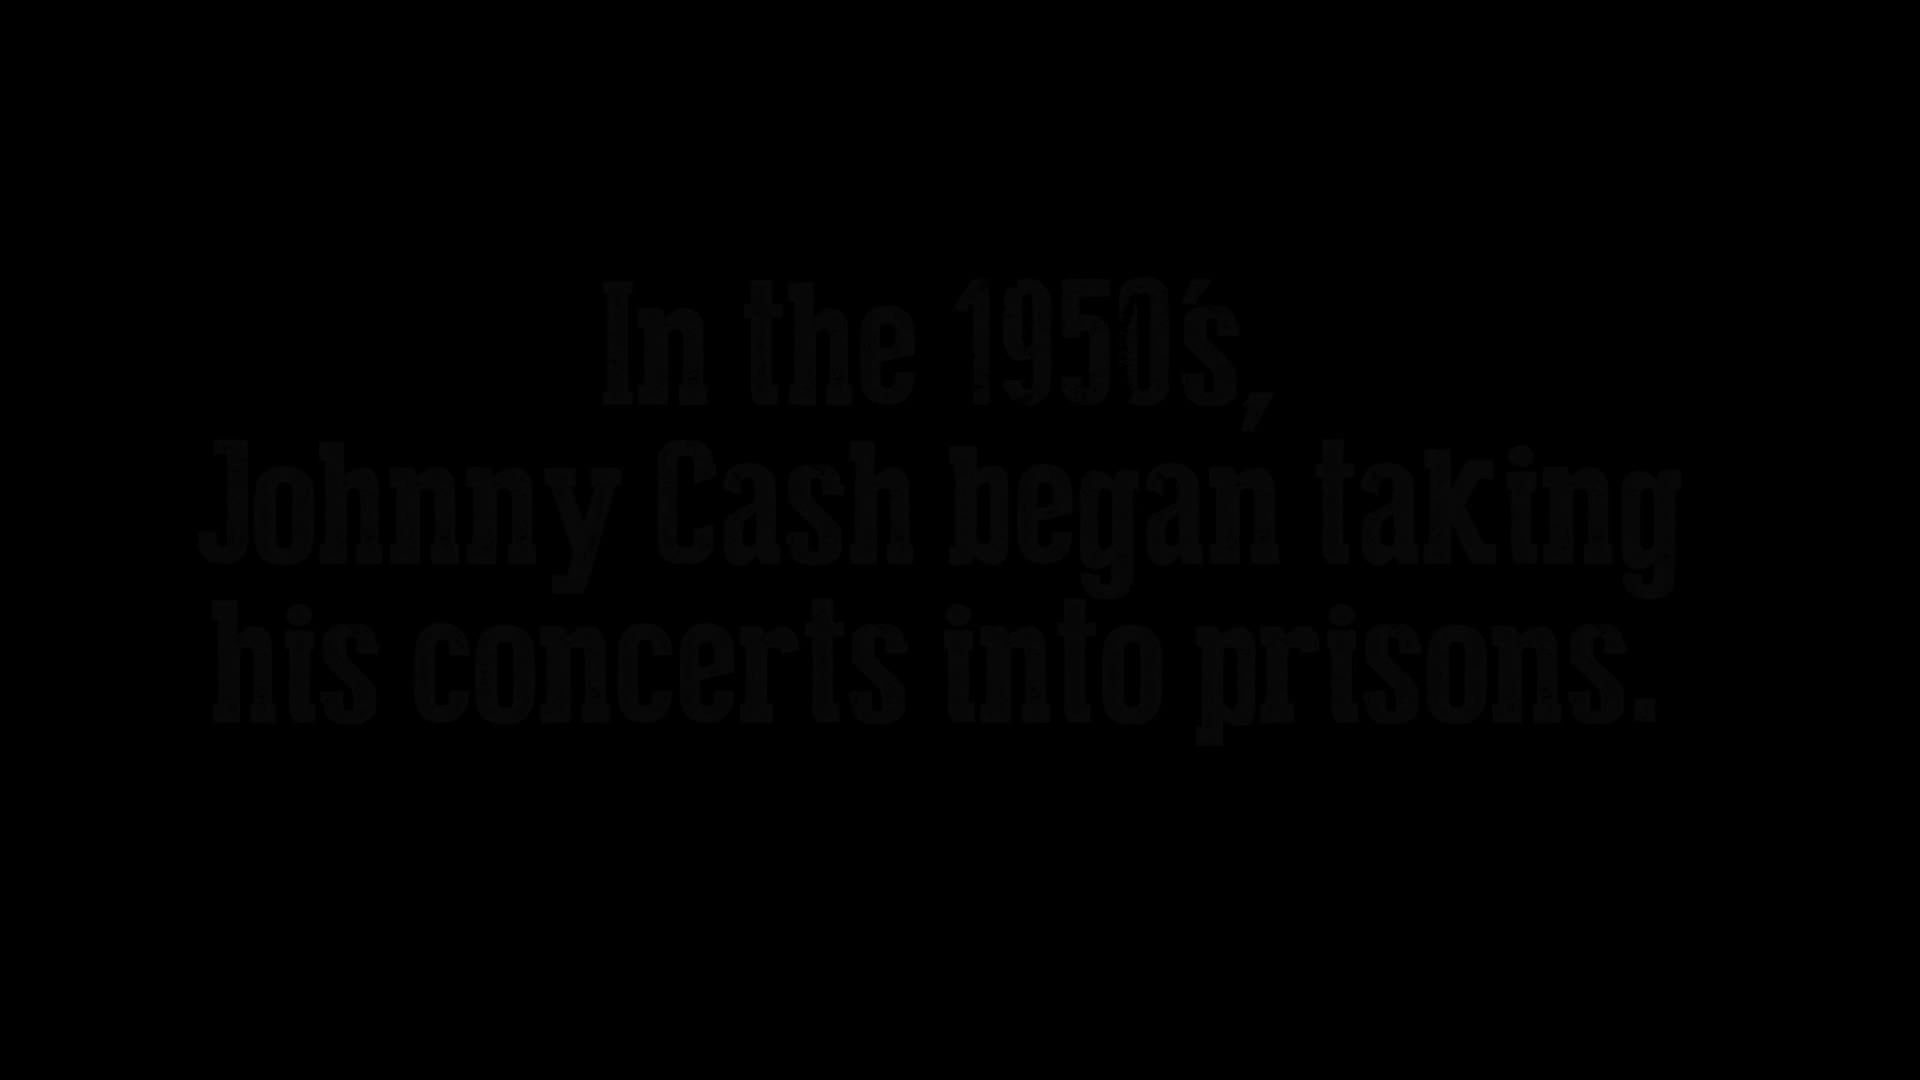 In the 1950's,
Johnny Cash began taking
his concerts into prisons.